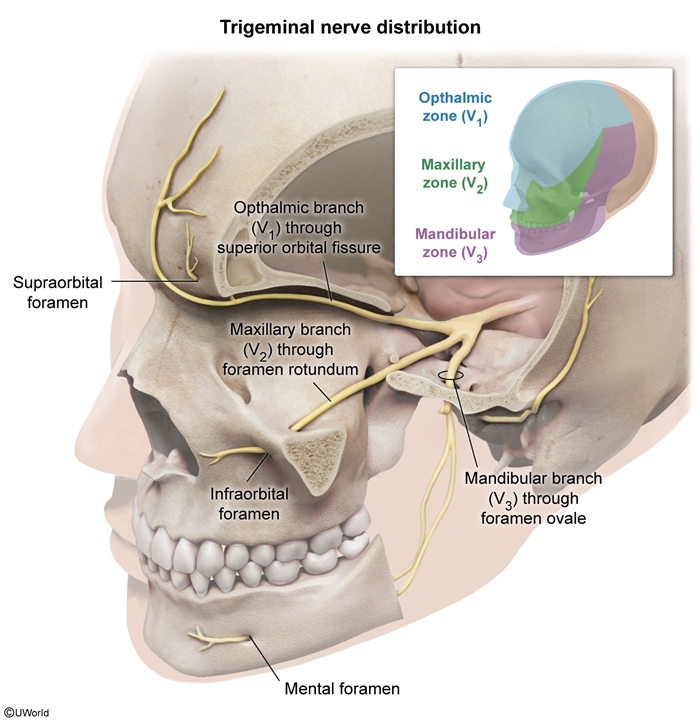 Trigeminal nerve distribution
Opthalmic
zone (V1)
Maxillary
zone (V2)
Mandibular
zone (V3)
Opthalmic branch
(V1) through
superior orbital fissure
Supraorbital
foramen
Maxillary branch
(V2) through
foramen rotundum
Infraorbital
foramen
Mandibular branch
(V3) through
foramen ovale
Mental foramen
©UWorld